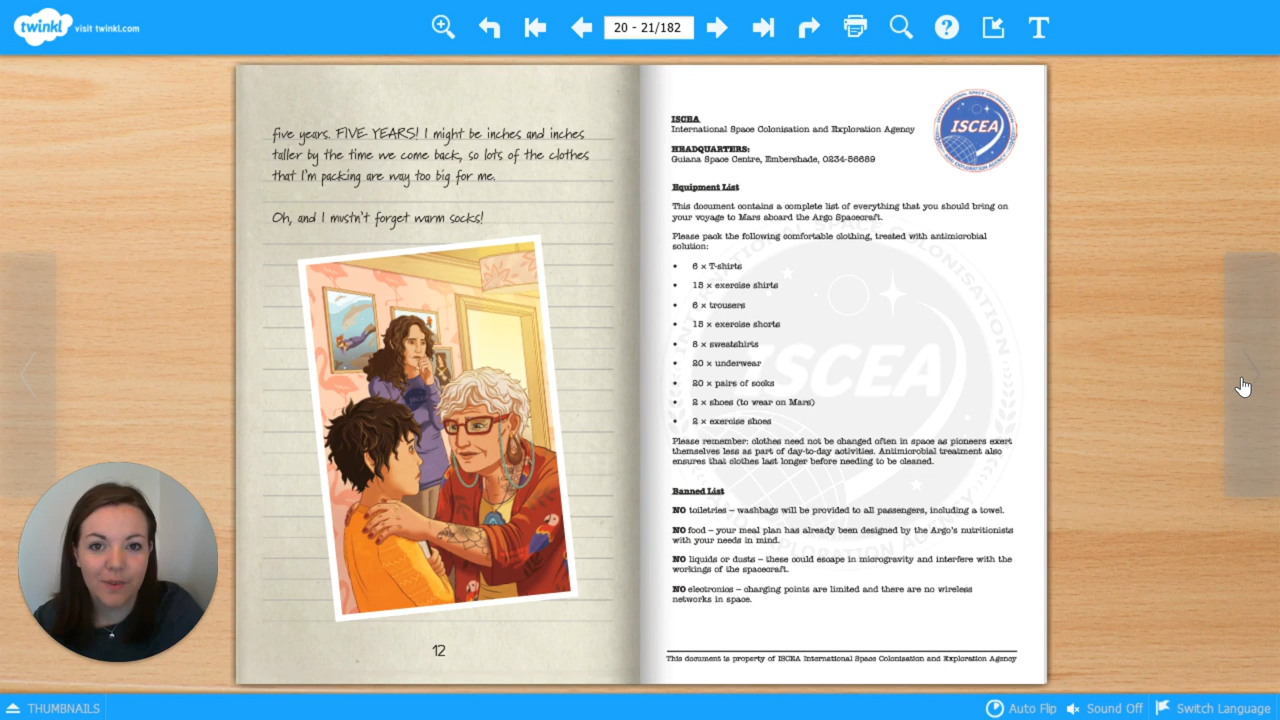 twinkl visit twinkl.com
20 - 21/182
five years. FIVE YEARS! I might be inches and inches
taller by the time we come back, so lots of the clothes
that I'm packing are way too big for me.
Oh, and I mustn't forget warm socks!
12
ISCEA
International Space Colonisation and Exploration Agency
HEADQUARTERS:
Guiana Space Centre, Embershade, 0234-56689
ISCEA
Equipment List
This document contains a complete list of everything that you should bring on
your voyage to Mars aboard the Argo Spacecraft.
Please pack the following comfortable clothing, treated with antimicrobial
solution:
• 6 × T-shirts
• 15 × exercise shirts
• 6 × trousers
• 15 × exercise shorts
• 8 × sweatshirts
• 20 × underwear
• 20 × pairs of socks
• 2 × shoes (to wear on Mars)
• 2 × exercise shoes
Please remember: clothes need not be changed often in space as pioneers exert
themselves less as part of day-to-day activities. Antimicrobial treatment also
ensures that clothes last longer before needing to be cleaned.
Banned List
NO toiletries – washbags will be provided to all passengers, including a towel.
NO food – your meal plan has already been designed by the Argo's nutritionists
with your needs in mind.
NO liquids or dusts – these could escape in microgravity and interfere with the
workings of the spacecraft.
NO electronics – charging points are limited and there are no wireless
networks in space.
This document is property of ISCEA International Space Colonisation and Exploration Agency
THUMBNAILS
Auto Flip Sound Off Switch Language